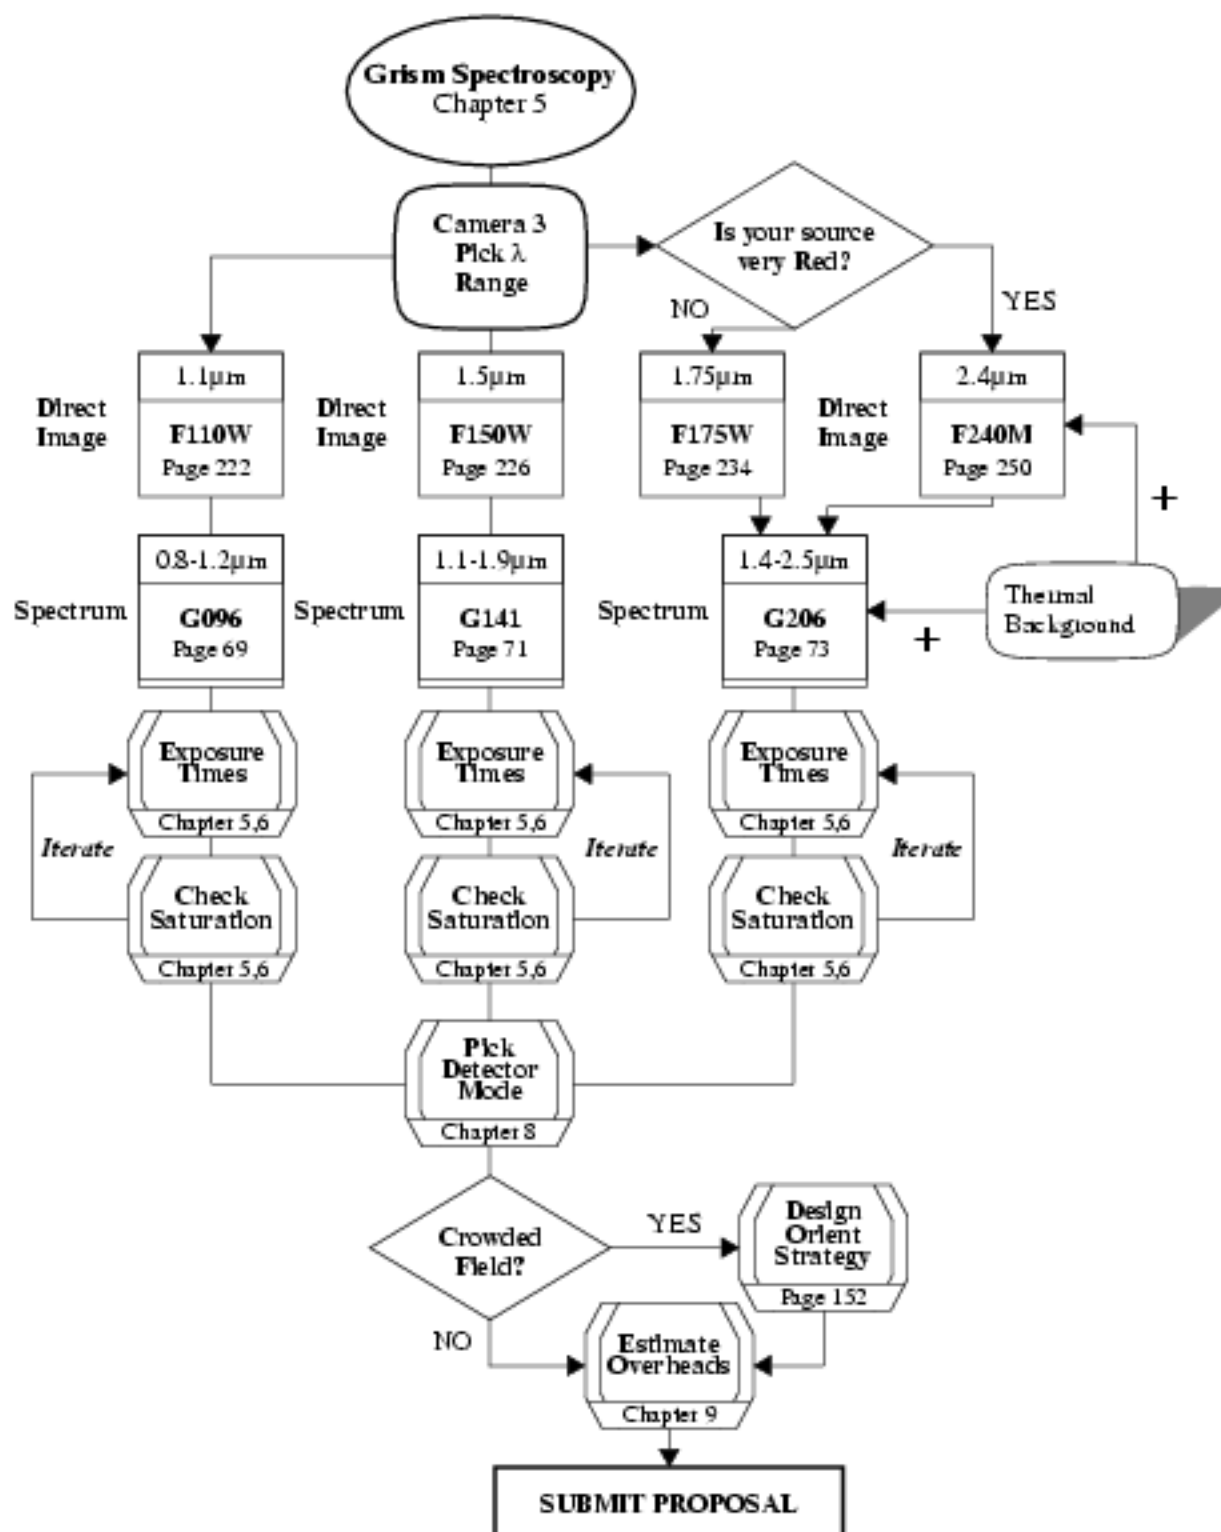 Grism Spectroscopy
Chapter 5
Camera 3
Pick λ
Range
Is your source
very Red?
NO
YES
1.1μm
1.5μm
1.75μm
2.4μm
Direct
Image
F110W
Page 222
Direct
Image
F150W
Page 226
F175W
Page 234
Direct
Image
F240M
Page 250
+
0.8-1.2μm
1.1-1.9μm
1.4-2.5μm
Spectrum
G096
Page 69
Spectrum
G141
Page 71
Spectrum
G206
Page 73
+
Thermal
Background
Exposure
Times
Chapter 5,6
Exposure
Times
Chapter 5,6
Exposure
Times
Chapter 5,6
Iterate
Iterate
Iterate
Check
Saturation
Chapter 5,6
Check
Saturation
Chapter 5,6
Check
Saturation
Chapter 5,6
Pick
Detector
Mode
Chapter 8
Crowded
Field?
YES
Design
Orient
Strategy
Page 152
NO
Estimate
Overheads
Chapter 9
SUBMIT PROPOSAL